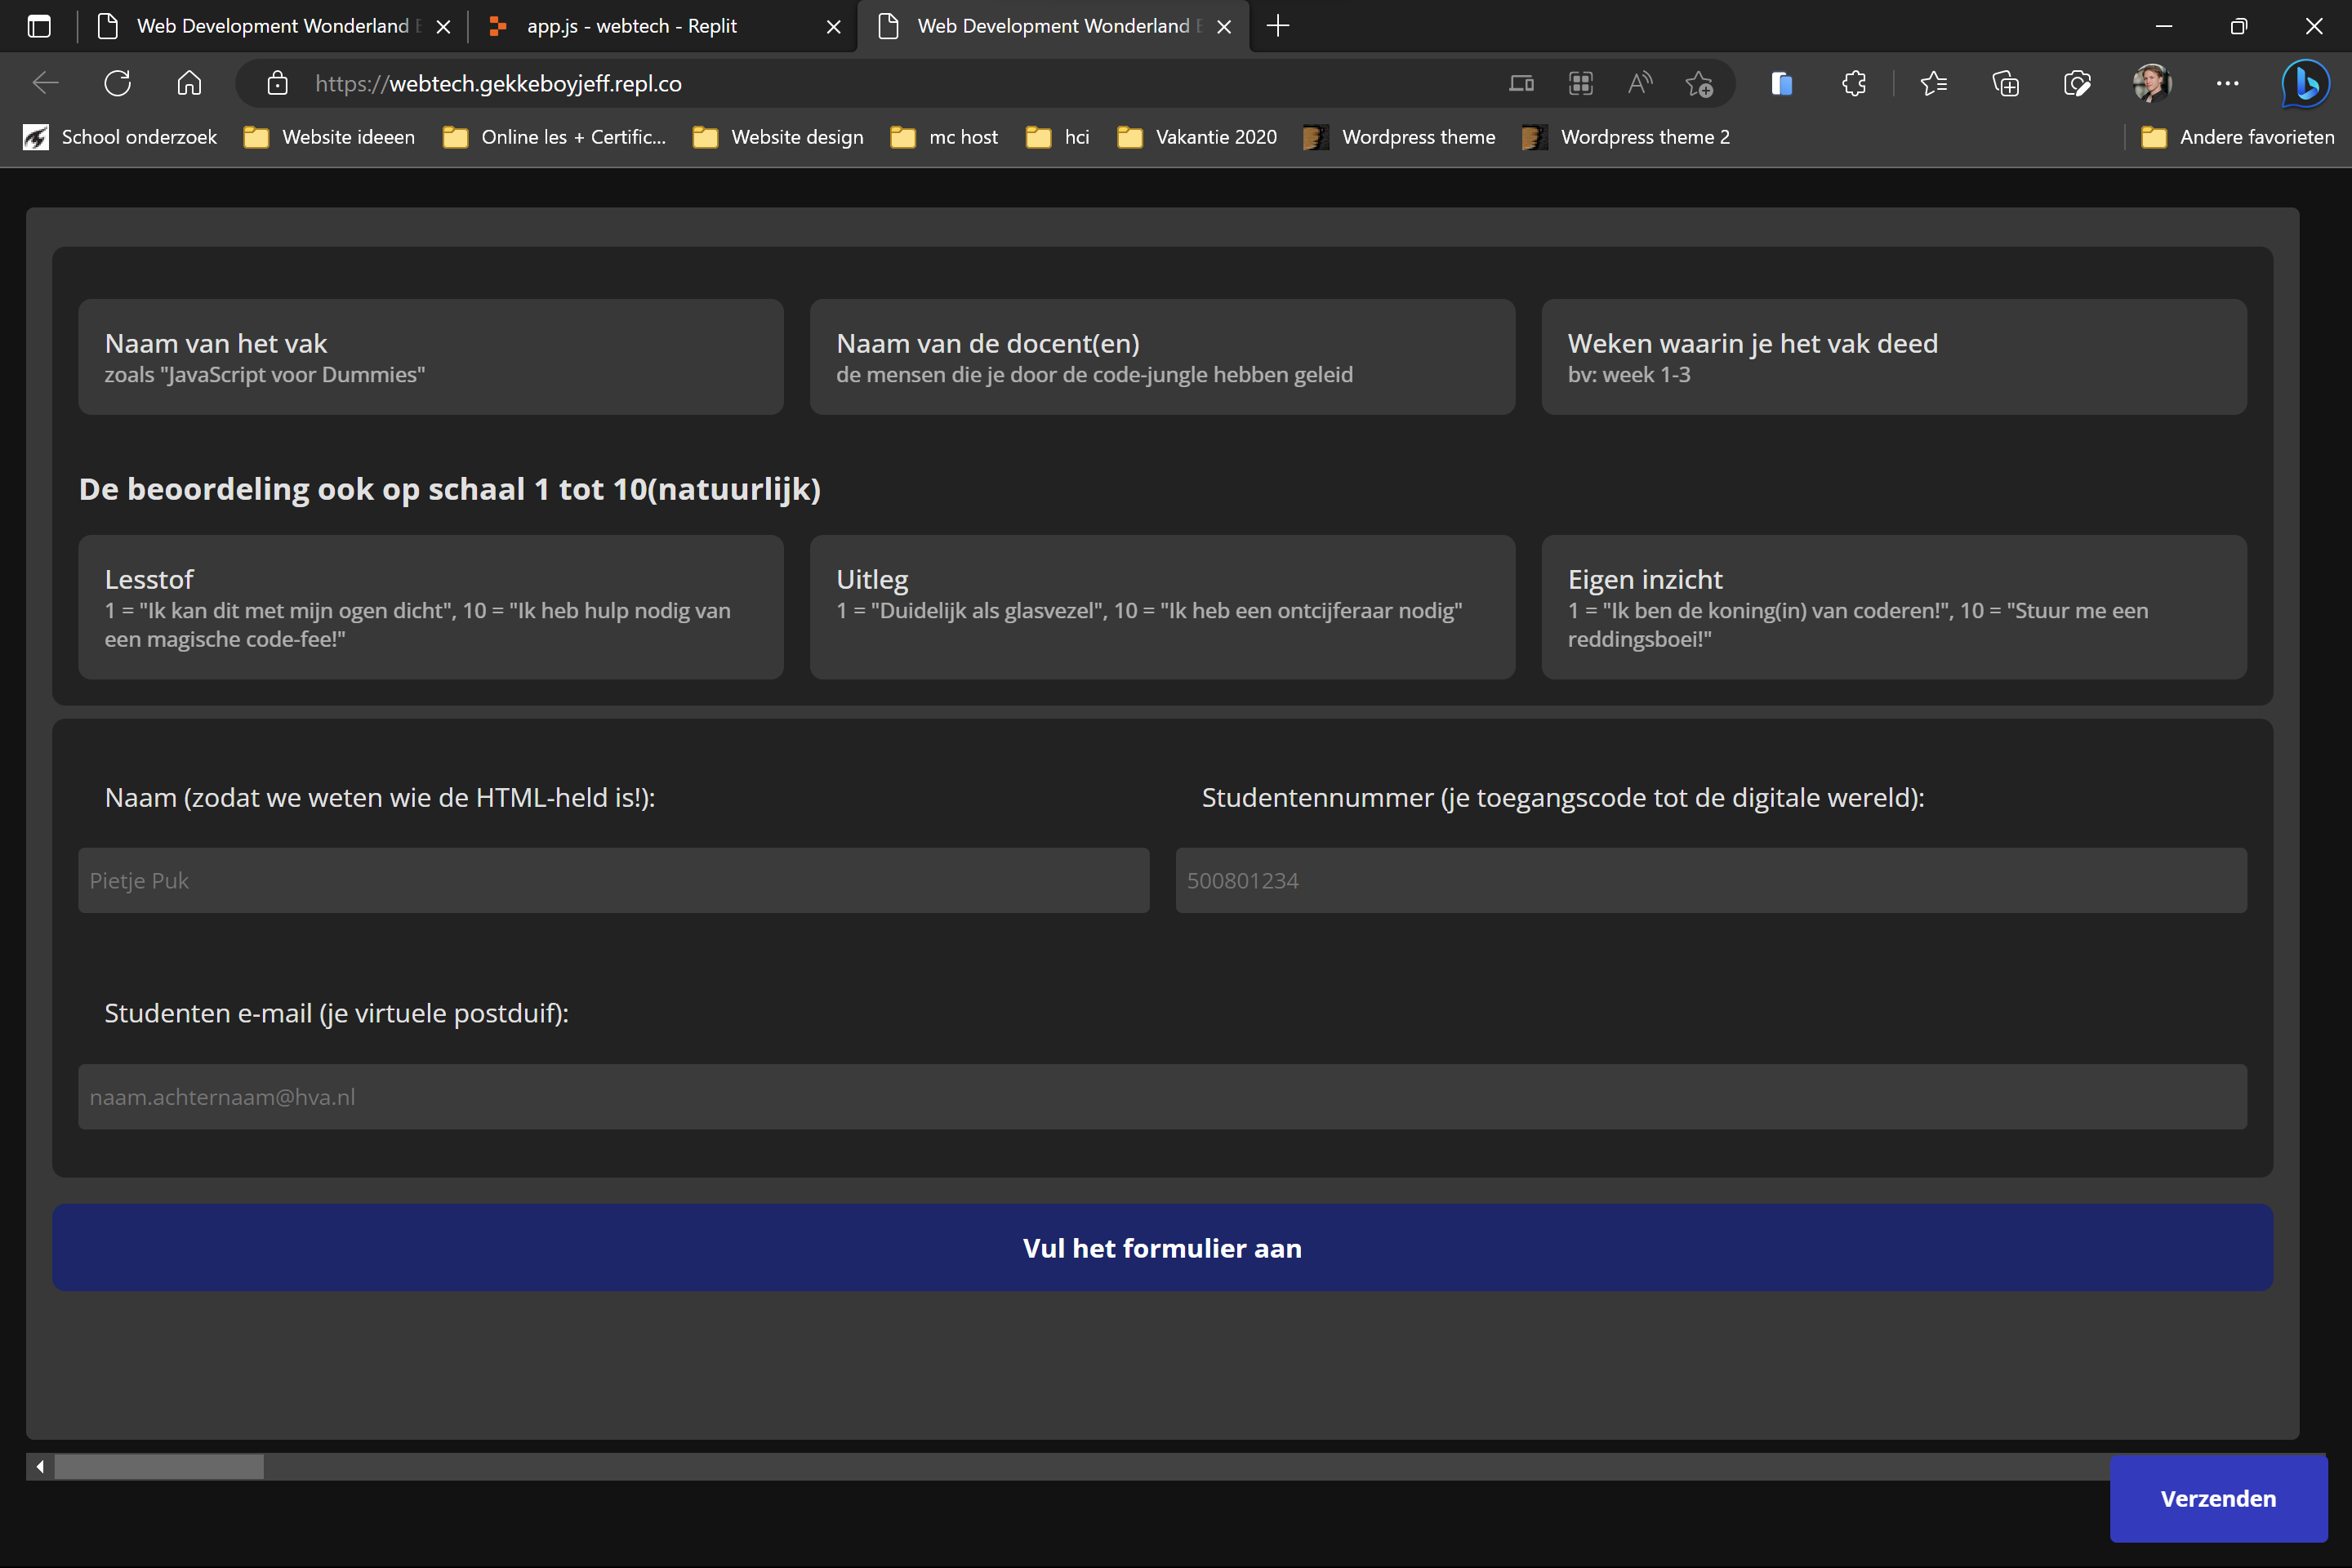 Web Development Wonderland
app.js - webtech - Replit
Web Development Wonderland
https://webtech.gekkeboyjeff.repl.co
School onderzoek
Website ideeen
Online les + Certific...
Website design
mc host
hci
Vakantie 2020
Wordpress theme
Wordpress theme 2
Andere favorieten
Naam van het vak
zoals "JavaScript voor Dummies"
Naam van de docent(en)
de mensen die je door de code-jungle hebben geleid
Weken waarin je het vak deed
bv: week 1-3
De beoordeling ook op schaal 1 tot 10(natuurlijk)
Lesstof
1 = "Ik kan dit met mijn ogen dicht", 10 = "Ik heb hulp nodig van
een magische code-fee!"
Uitleg
1 = "Duidelijk als glasvezel", 10 = "Ik heb een ontcijferaar nodig"
Eigen inzicht
1 = "Ik ben de koning(in) van coderen!", 10 = "Stuur me een
reddingsboei!"
Naam (zodat we weten wie de HTML-held is!):
Studentennummer (je toegangscode tot de digitale wereld):
Pietje Puk
500801234
Studenten e-mail (je virtuele postduif):
naam.achternaam@hva.nl
Vul het formulier aan
Verzenden